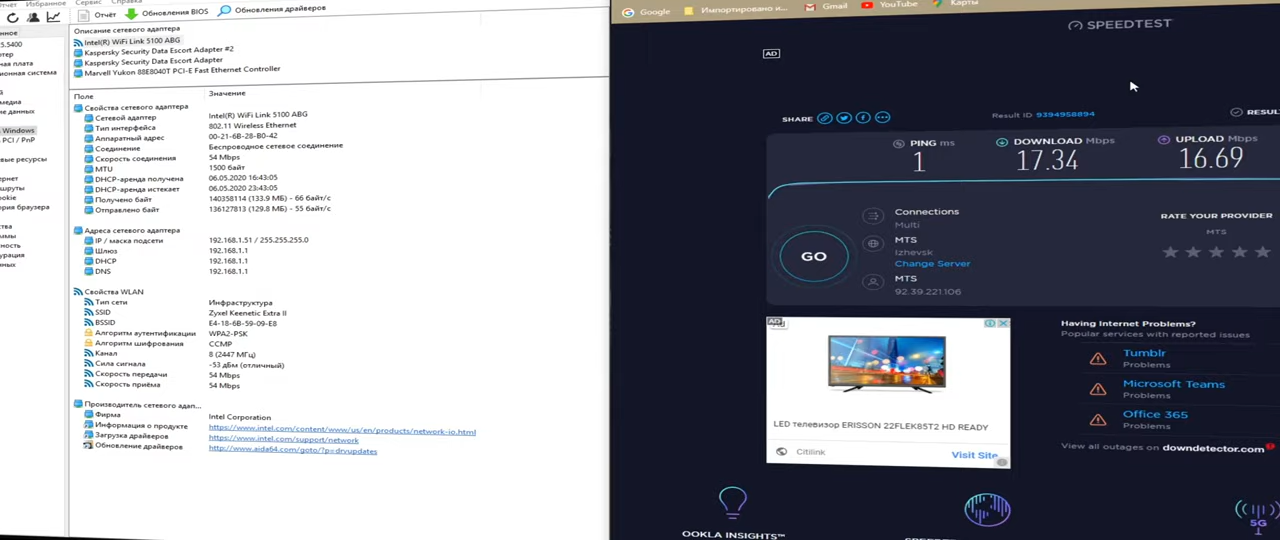 Отчёт
Избранное
Сервис
Справка
Отчёт
Обновления BIOS
Обновления драйверов
5.5400
Windows
PCI / PnP
Описание сетевого адаптера
Intel(R) WiFi Link 5100 ABG
Kaspersky Security Data Escort Adapter #2
Kaspersky Security Data Escort Adapter
Marvell Yukon 88E8040T PCI-E Fast Ethernet Controller
Поле Значение
Свойства сетевого адаптера
Сетевой адаптер Intel(R) WiFi Link 5100 ABG
Тип интерфейса 802.11 Wireless Ethernet
Аппаратный адрес 00-21-6B-28-B0-42
Соединение Беспроводное сетевое соединение
Скорость соединения 54 Mbps
MTU 1500 байт
DHCP-аренда получена 06.05.2020 16:43:05
DHCP-аренда истекает 06.05.2020 23:43:05
Получено байт 140358114 (133.9 МБ) - 66 байт/с
Отправлено байт 136127813 (129.8 МБ) - 55 байт/с
Адреса сетевого адаптера
IP / маска подсети 192.168.1.51 / 255.255.255.0
Шлюз 192.168.1.1
DHCP 192.168.1.1
DNS 192.168.1.1
Свойства WLAN
Тип сети Инфраструктура
SSID Zyxel Keenetic Extra II
BSSID E4-18-6B-59-09-E8
Алгоритм аутентификации WPA2-PSK
Алгоритм шифрования CCMP
Канал 8 (2447 МГц)
Сила сигнала -53 дБм (отличный)
Скорость передачи 54 Mbps
Скорость приёма 54 Mbps
Производитель сетевого адап...
Фирма Intel Corporation
Информация о продукте https://www.intel.com/content/www/us/en/products/network-io.html
Загрузка драйверов https://www.intel.com/support/network
Обновление драйверов http://www.aida64.com/goto/?p=drvupdates
Google
Импортировано и...
Gmail
YouTube
Карты
SPEEDTEST
AD
SHARE
Result ID 9394958894
RESUL
PING ms
DOWNLOAD Mbps
UPLOAD Mbps
1
17.34
16.69
GO
Connections
Multi
MTS
Izhevsk
Change Server
MTS
92.39.221.106
RATE YOUR PROVIDER
MTS
AD
LED телевизор ERISSON 22FLEK85T2 HD READY
Citilink
Visit Site
Having Internet Problems?
Popular services with reported issues
Tumblr
Problems
Microsoft Teams
Problems
Office 365
Problems
View all outages on downdetector.com
OOKLA INSIGHTS™
5G